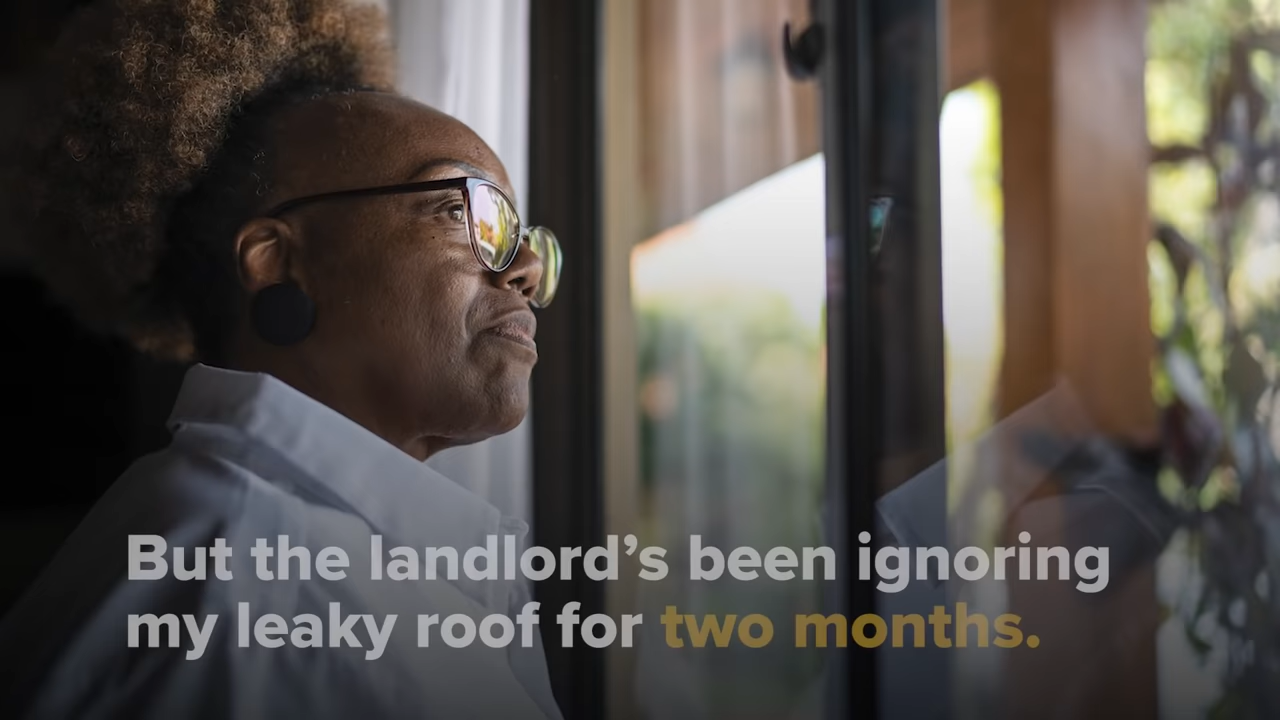 But the landlord’s been ignoring
my leaky roof for two months.